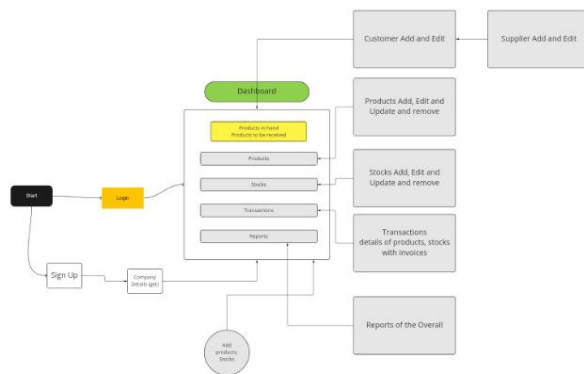 Customer Add and Edit
Supplier Add and Edit
Dashboard
Products Add, Edit and
Update and remove
Products in hand
Products to be received
Products
Stocks
Stocks Add, Edit and
Update and remove
Start
Login
Transactions
Transactions
details of products, stocks
with invoices
Reports
Sign Up
Company
Details (gst)
Reports of the Overall
Add
products,
Stocks